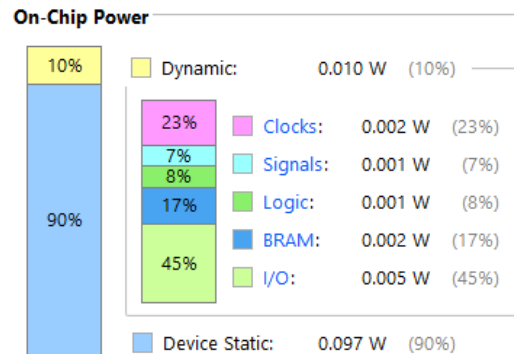 On-Chip Power
10%
Dynamic: 0.010 W (10%)
23%
Clocks: 0.002 W (23%)
7%
Signals: 0.001 W (7%)
8%
Logic: 0.001 W (8%)
17%
BRAM: 0.002 W (17%)
90%
45%
I/O: 0.005 W (45%)
Device Static: 0.097 W (90%)